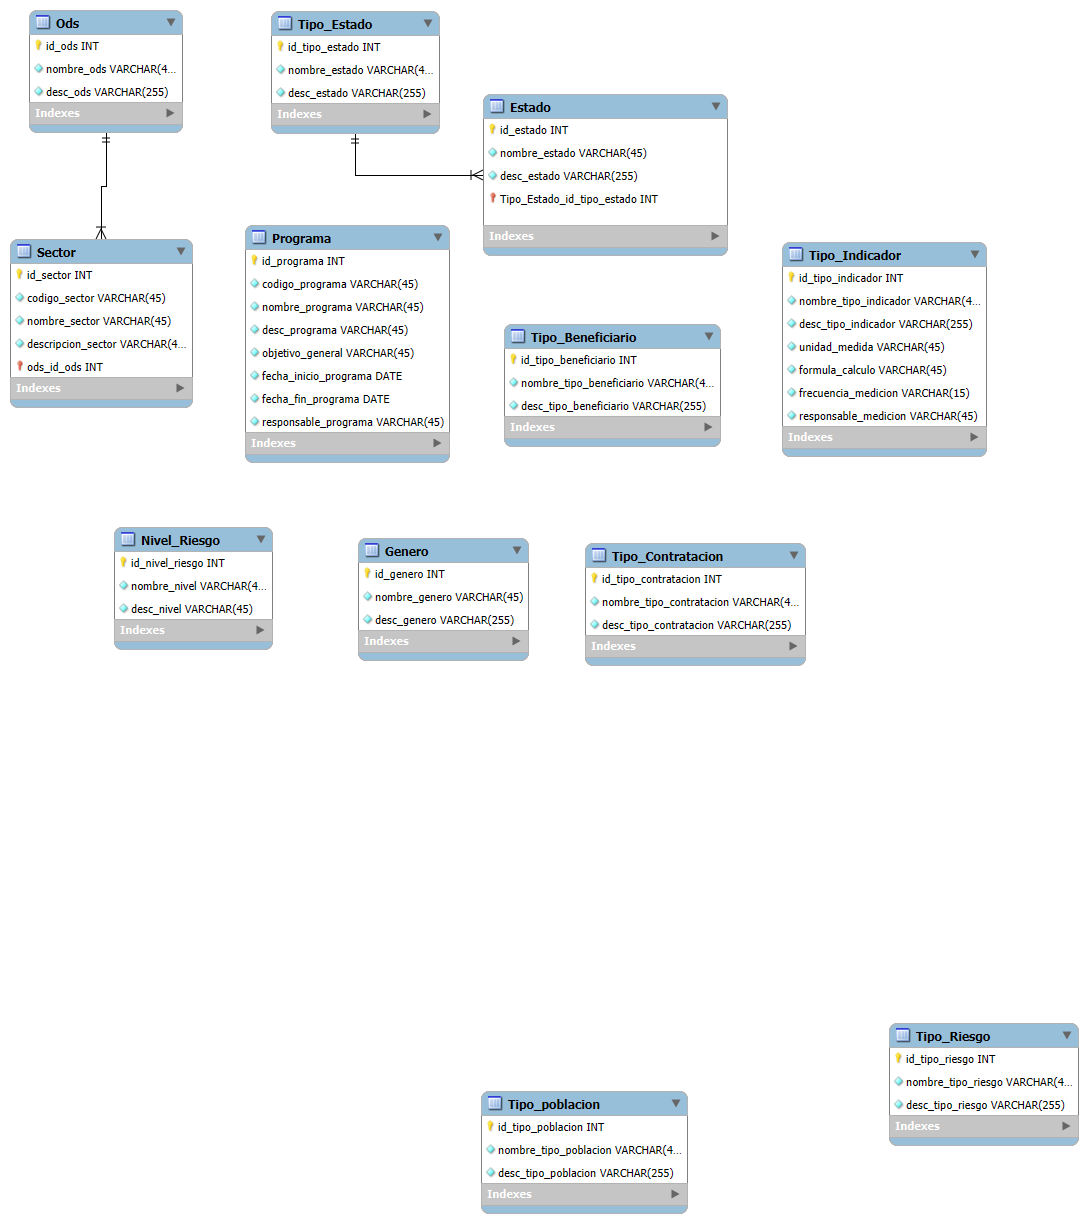 Ods
id_ods INT
nombre_ods VARCHAR(4...
desc_ods VARCHAR(255)
Indexes
Tipo_Estado
id_tipo_estado INT
nombre_estado VARCHAR(4...
desc_estado VARCHAR(255)
Indexes
Estado
id_estado INT
nombre_estado VARCHAR(45)
desc_estado VARCHAR(255)
Tipo_Estado_id_tipo_estado INT
Indexes
Sector
id_sector INT
codigo_sector VARCHAR(45)
nombre_sector VARCHAR(45)
descripcion_sector VARCHAR(4...
ods_id_ods INT
Indexes
Programa
id_programa INT
codigo_programa VARCHAR(45)
nombre_programa VARCHAR(45)
desc_programa VARCHAR(45)
objetivo_general VARCHAR(45)
fecha_inicio_programa DATE
fecha_fin_programa DATE
responsable_programa VARCHAR(45)
Indexes
Tipo_Beneficiario
id_tipo_beneficiario INT
nombre_tipo_beneficiario VARCHAR(4...
desc_tipo_beneficiario VARCHAR(255)
Indexes
Tipo_Indicador
id_tipo_indicador INT
nombre_tipo_indicador VARCHAR(4...
desc_tipo_indicador VARCHAR(255)
unidad_medida VARCHAR(45)
formula_calculo VARCHAR(45)
frecuencia_medicion VARCHAR(15)
responsable_medicion VARCHAR(45)
Indexes
Nivel_Riesgo
id_nivel_riesgo INT
nombre_nivel VARCHAR(4...
desc_nivel VARCHAR(45)
Indexes
Genero
id_genero INT
nombre_genero VARCHAR(45)
desc_genero VARCHAR(255)
Indexes
Tipo_Contratacion
id_tipo_contratacion INT
nombre_tipo_contratacion VARCHAR(4...
desc_tipo_contratacion VARCHAR(255)
Indexes
Tipo_Riesgo
id_tipo_riesgo INT
nombre_tipo_riesgo VARCHAR(4...
desc_tipo_riesgo VARCHAR(255)
Indexes
Tipo_poblacion
id_tipo_poblacion INT
nombre_tipo_poblacion VARCHAR(4...
desc_tipo_poblacion VARCHAR(255)
Indexes